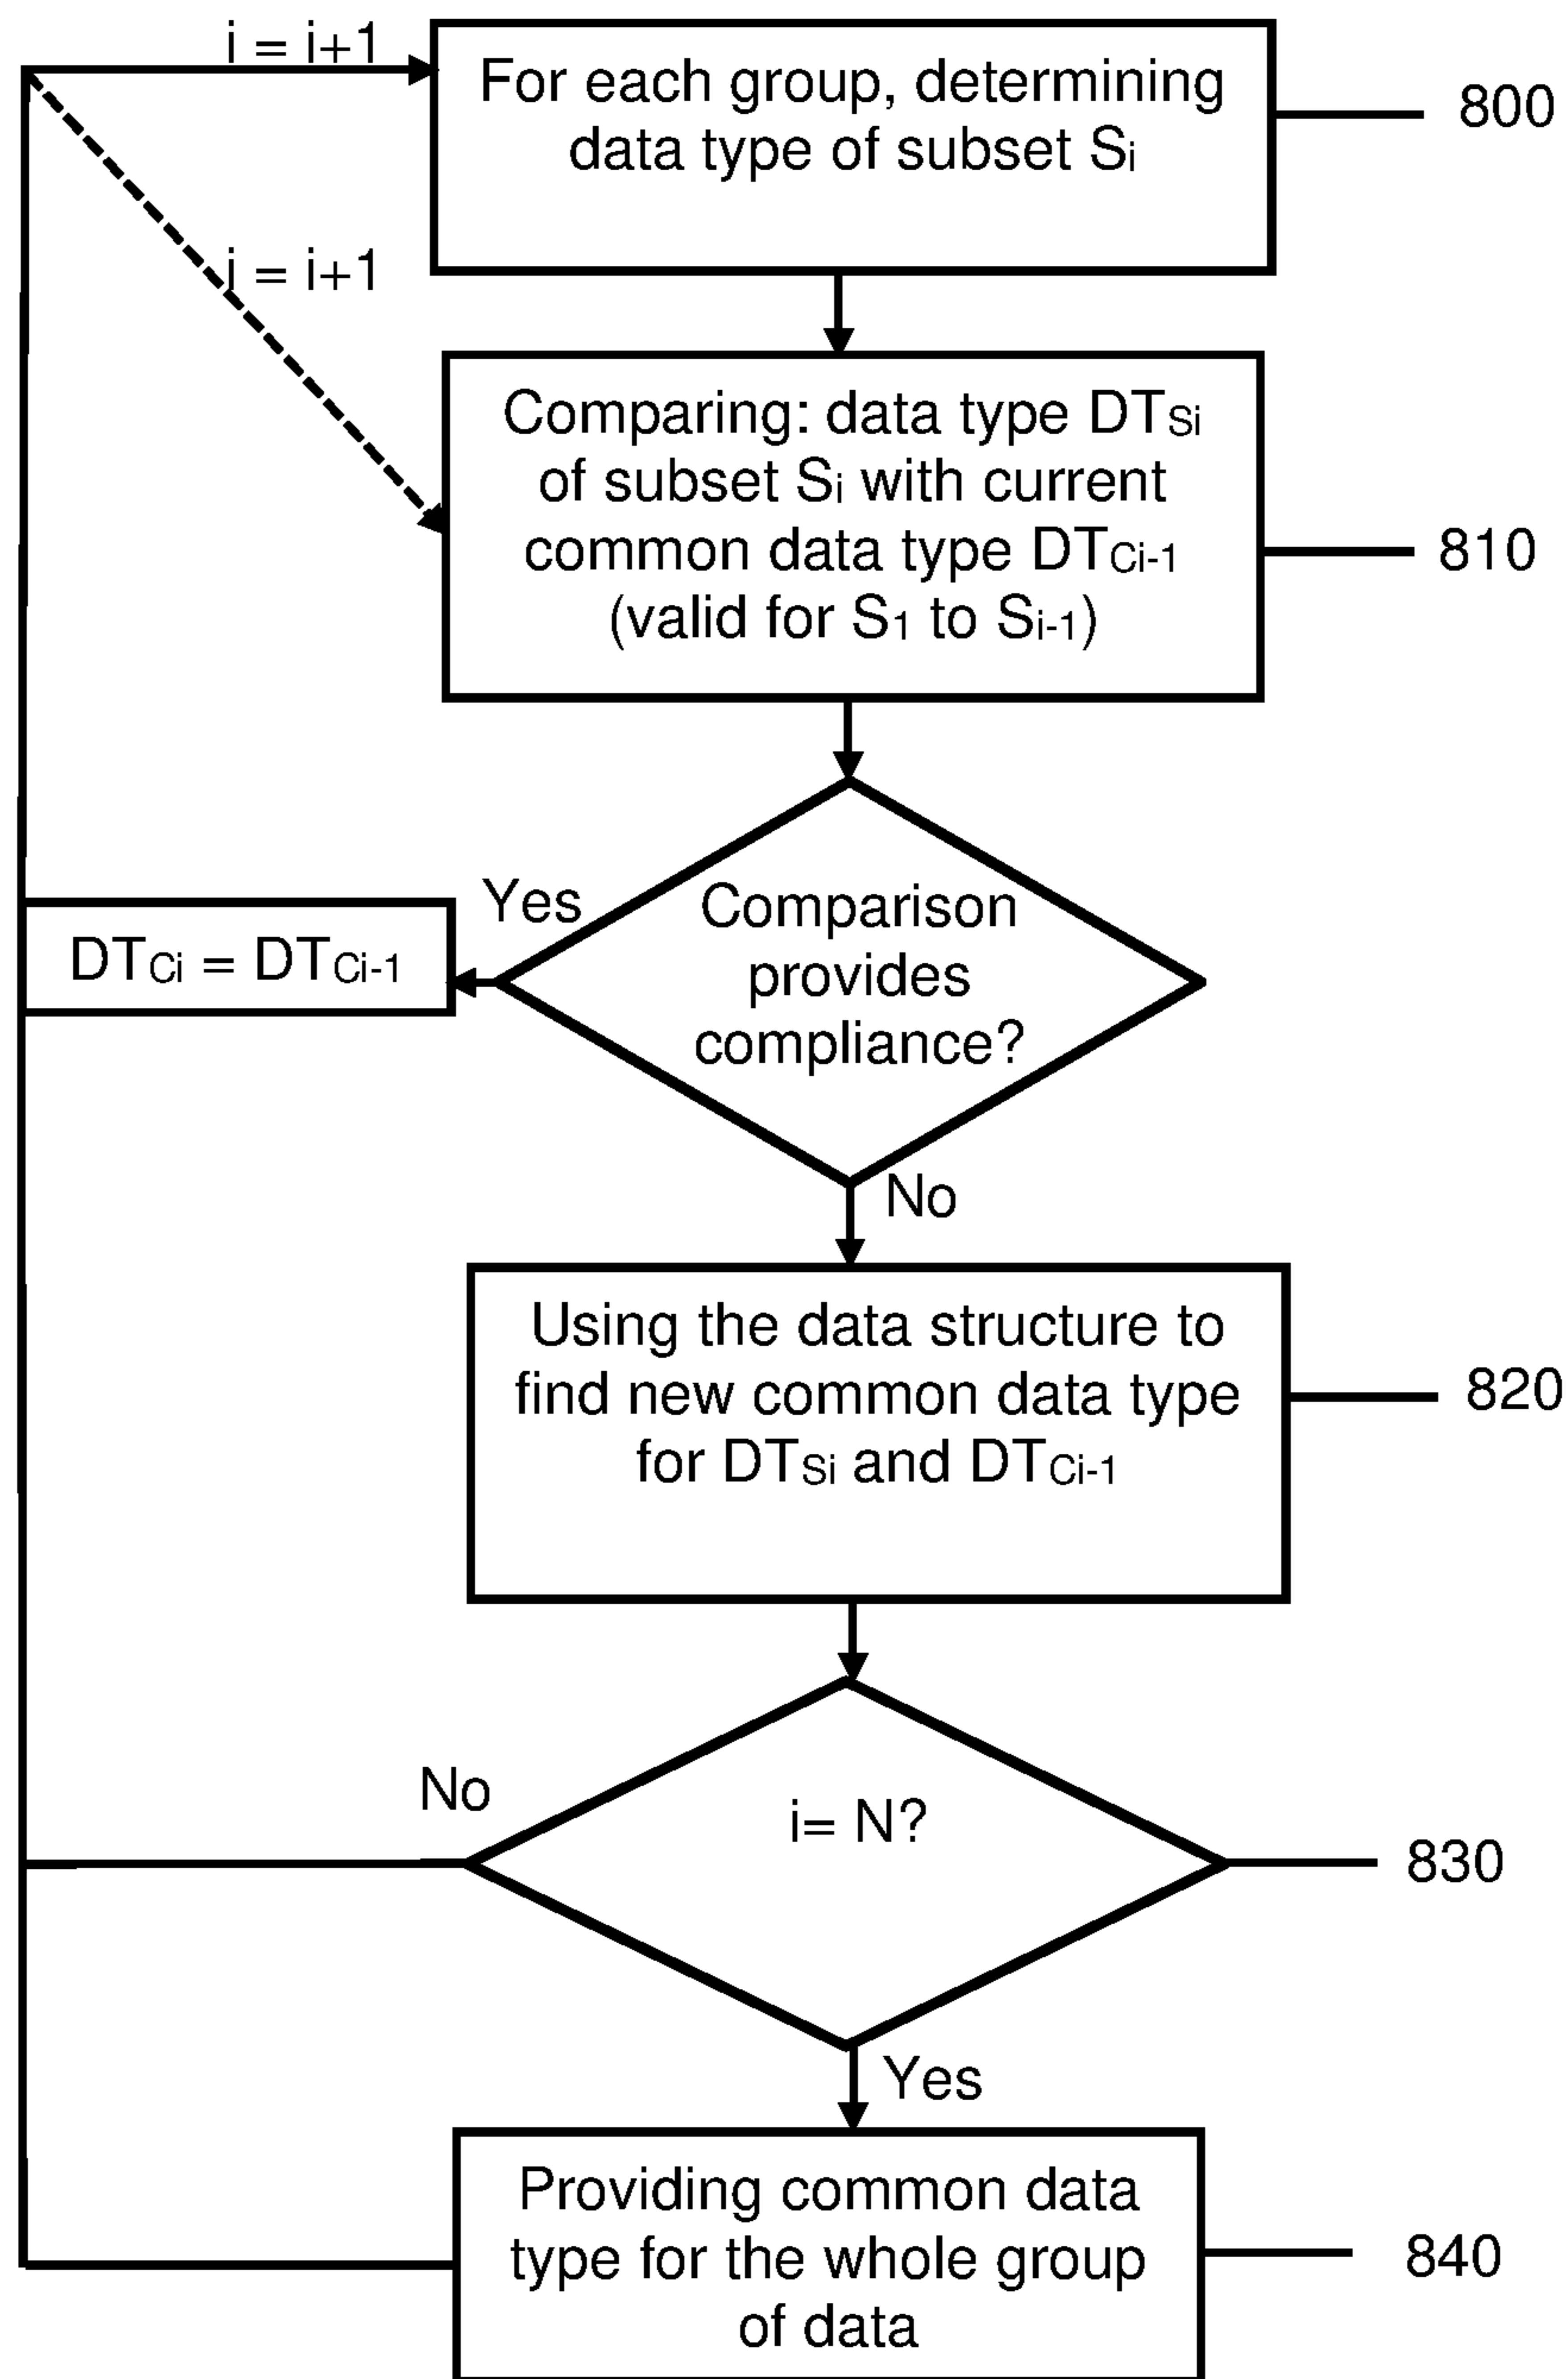 i = i+1
For each group, determining
data type of subset Si
800
i = i+1
Comparing: data type DTSi
of subset Si with current
common data type DTCi-1
(valid for S1 to Si-1)
810
Yes
Comparison
provides
compliance?
DTCi = DTCi-1
No
Using the data structure to
find new common data type
for DTSi and DTCi-1
820
No
i= N?
830
Yes
Providing common data
type for the whole group
of data
840